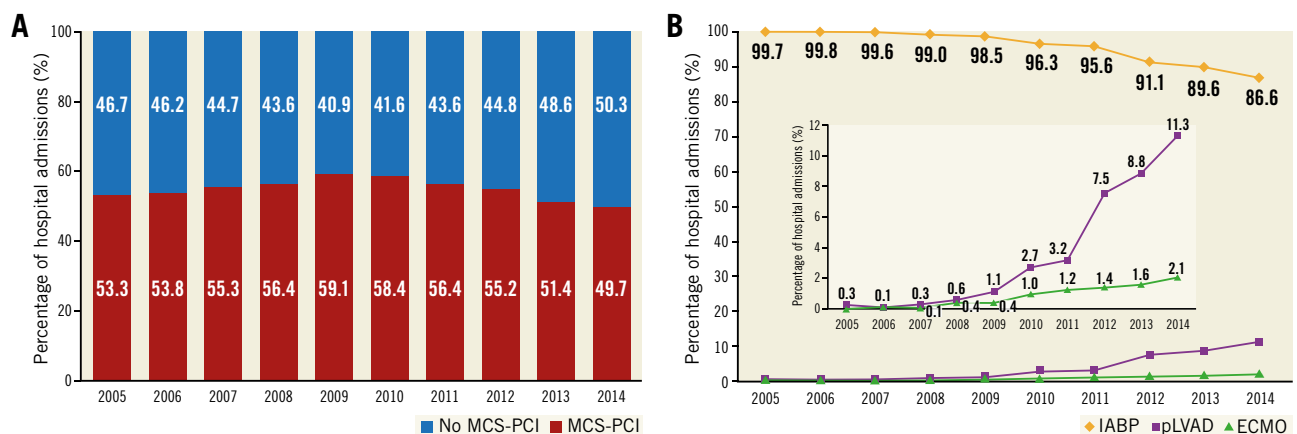 A
Percentage of hospital admissions (%)
100
80
60
40
20
0
46.7 46.2 44.7 43.6 40.9 41.6 43.6 44.8 48.6 50.3
53.3 53.8 55.3 56.4 59.1 58.4 56.4 55.2 51.4 49.7
2005 2006 2007 2008 2009 2010 2011 2012 2013 2014
No MCS-PCI MCS-PCI
B
Percentage of hospital admissions (%)
100
90
80
70
60
50
40
30
20
10
0
99.7 99.8 99.6 99.0 98.5 96.3 95.6 91.1 89.6 86.6
Percentage of hospital admissions (%)
12
10
8
6
4
2
0
0.3 0.1 0.3 0.6 1.1 2.7 3.2 7.5 8.8 11.3
0.1 0.4 0.4 1.0 1.2 1.4 1.6 2.1
2005 2006 2007 2008 2009 2010 2011 2012 2013 2014
2005 2006 2007 2008 2009 2010 2011 2012 2013 2014
IABP pLVAD ECMO